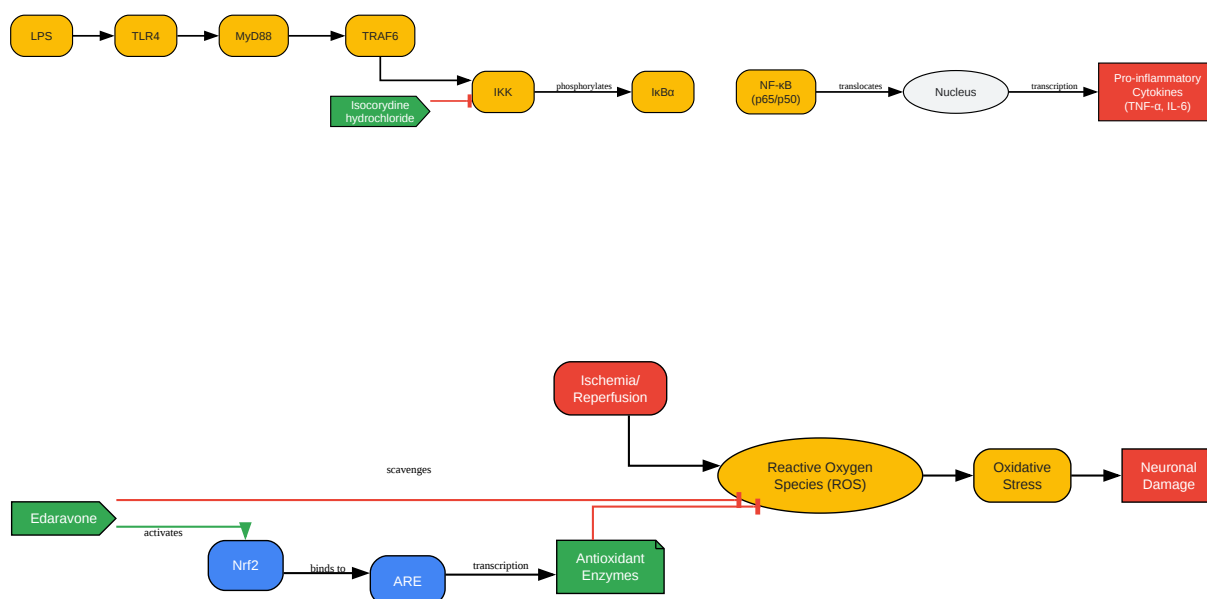 LPS
TLR4
MyD88
TRAF6
Isocorydine
hydrochloride
IKK
phosphorylates
IκBα
NF-κB
(p65/p50)
translocates
Nucleus
transcription
Pro-inflammatory
Cytokines
(TNF-α, IL-6)
Ischemia/
Reperfusion
scavenges
Reactive Oxygen
Species (ROS)
Oxidative
Stress
Neuronal
Damage
Edaravone
activates
Nrf2
binds to
ARE
transcription
Antioxidant
Enzymes